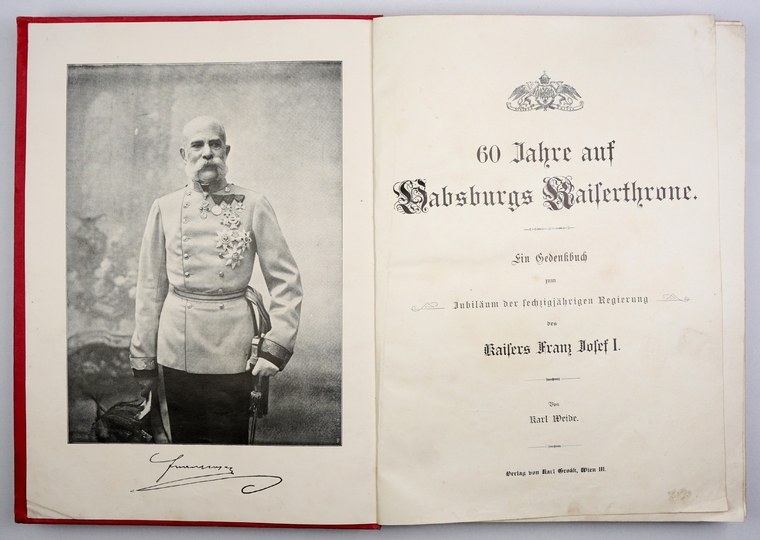 60 Jahre auf
Habsburgs Kaiserthrone.
Ein Gedenkbuch
zum
Jubiläum der sechzigjährigen Regierung
des
Kaisers Franz Josef I.
Von
Karl Weide.
Verlag von Karl Groák, Wien III.